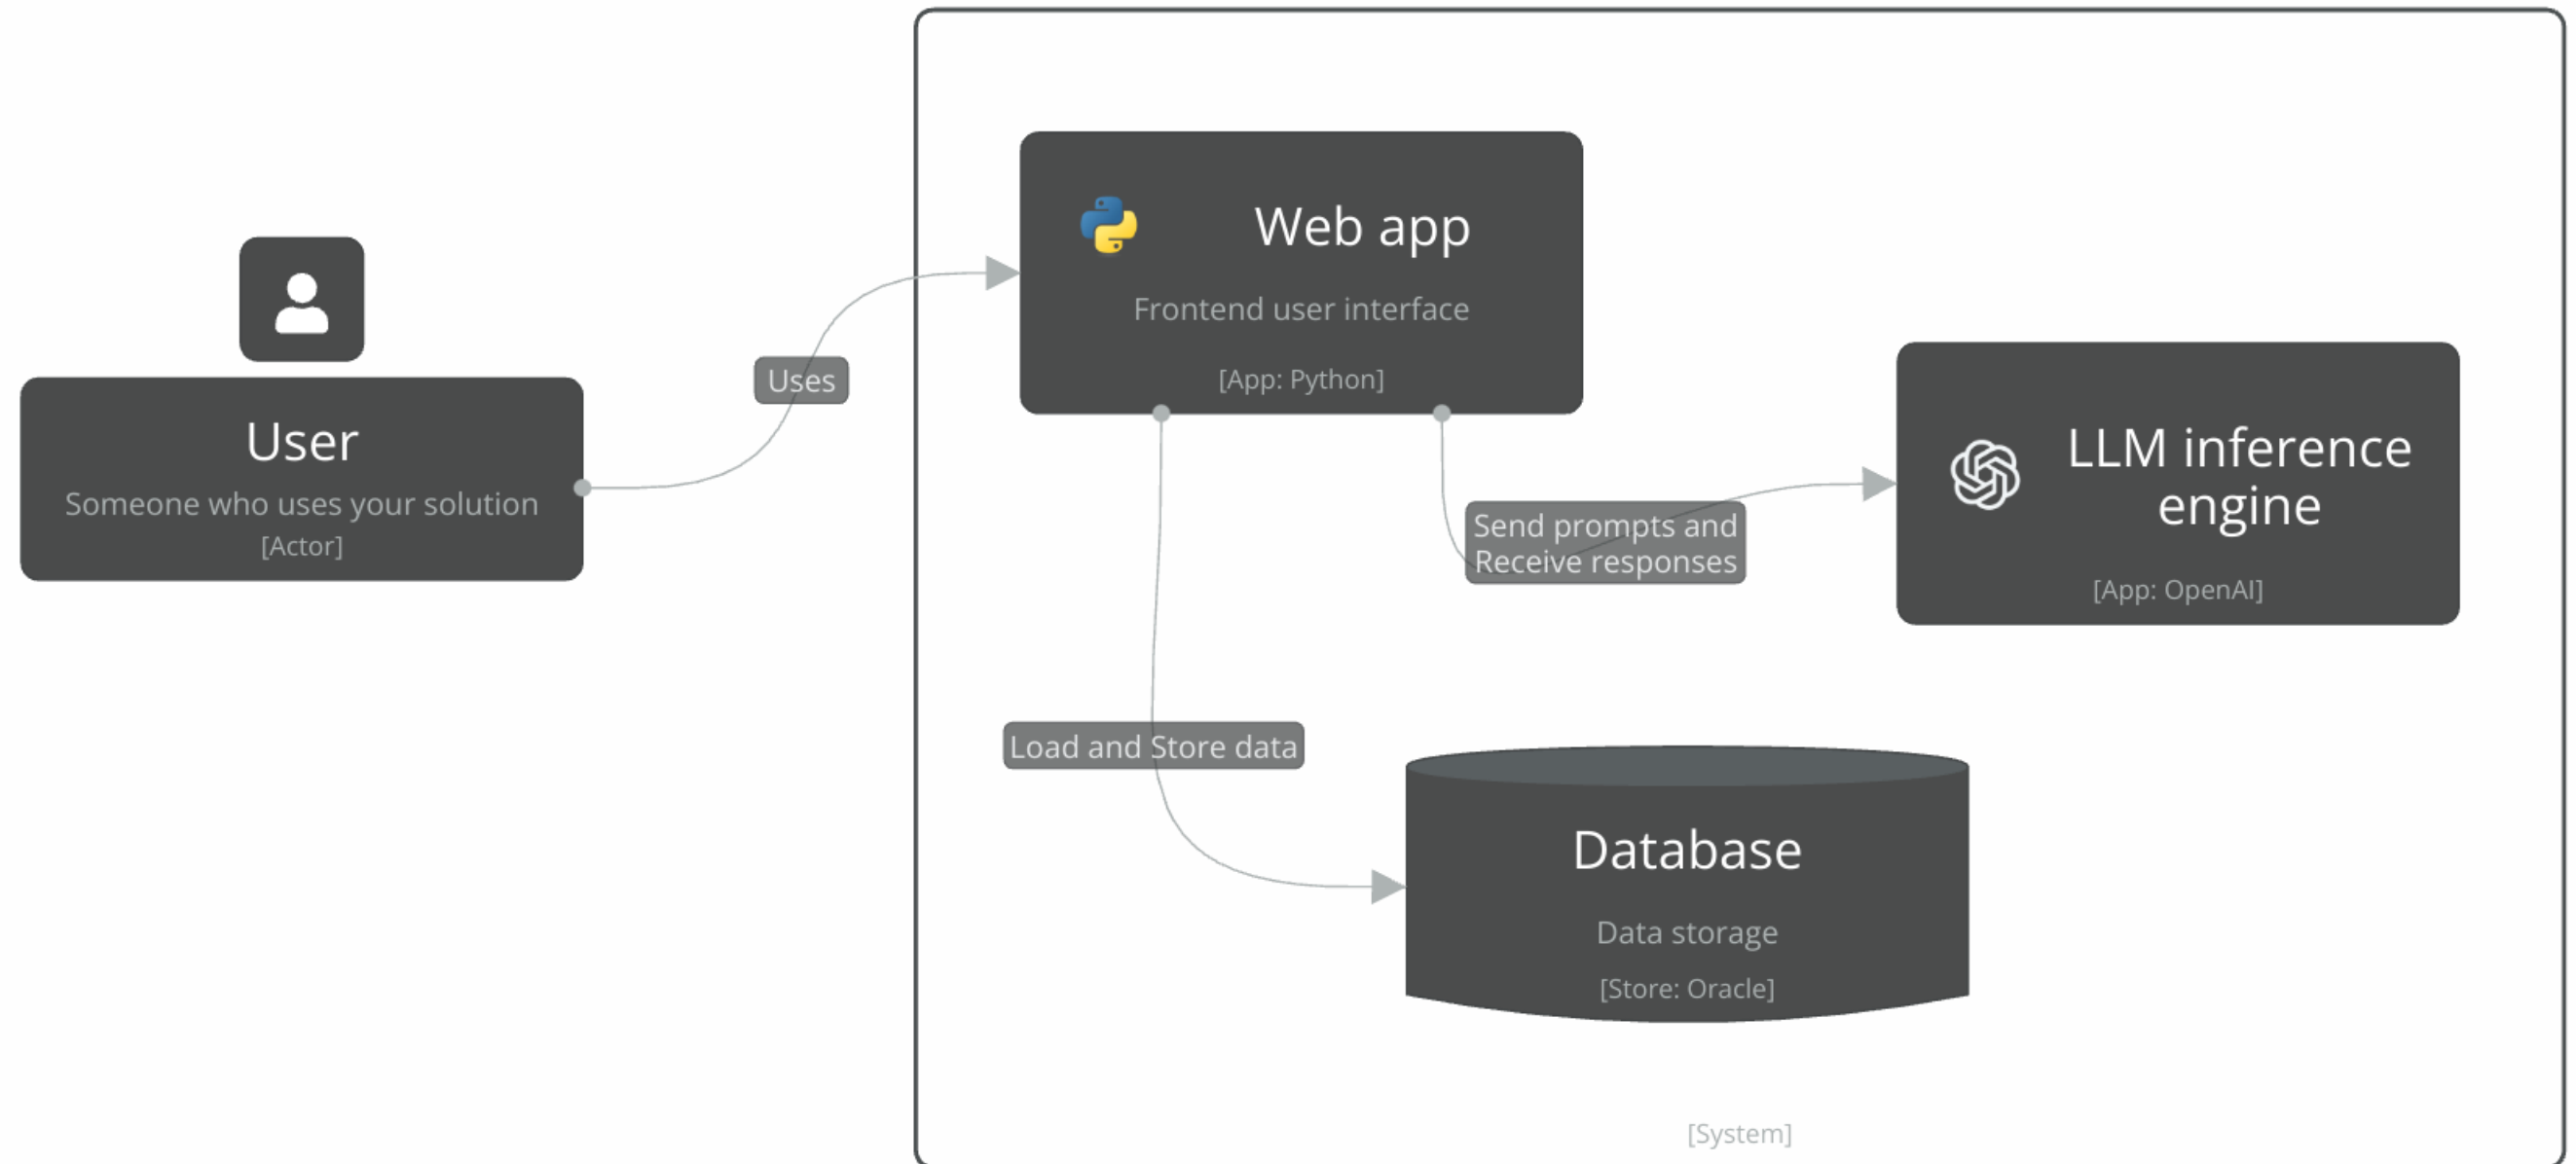 User
Someone who uses your solution
[Actor]
Uses
Web app
Frontend user interface
[App: Python]
Send prompts and
Receive responses
LLM inference
engine
[App: OpenAI]
Load and Store data
Database
Data storage
[Store: Oracle]
[System]